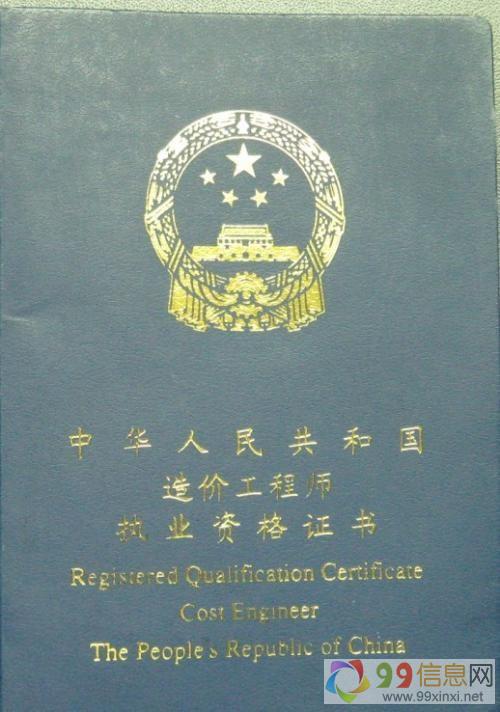 中华人民共和国
造价工程师
执业资格证书
Registered Qualification Certificate
Cost Engineer
The People's Republic of China
99信息网
www.99xinxi.net